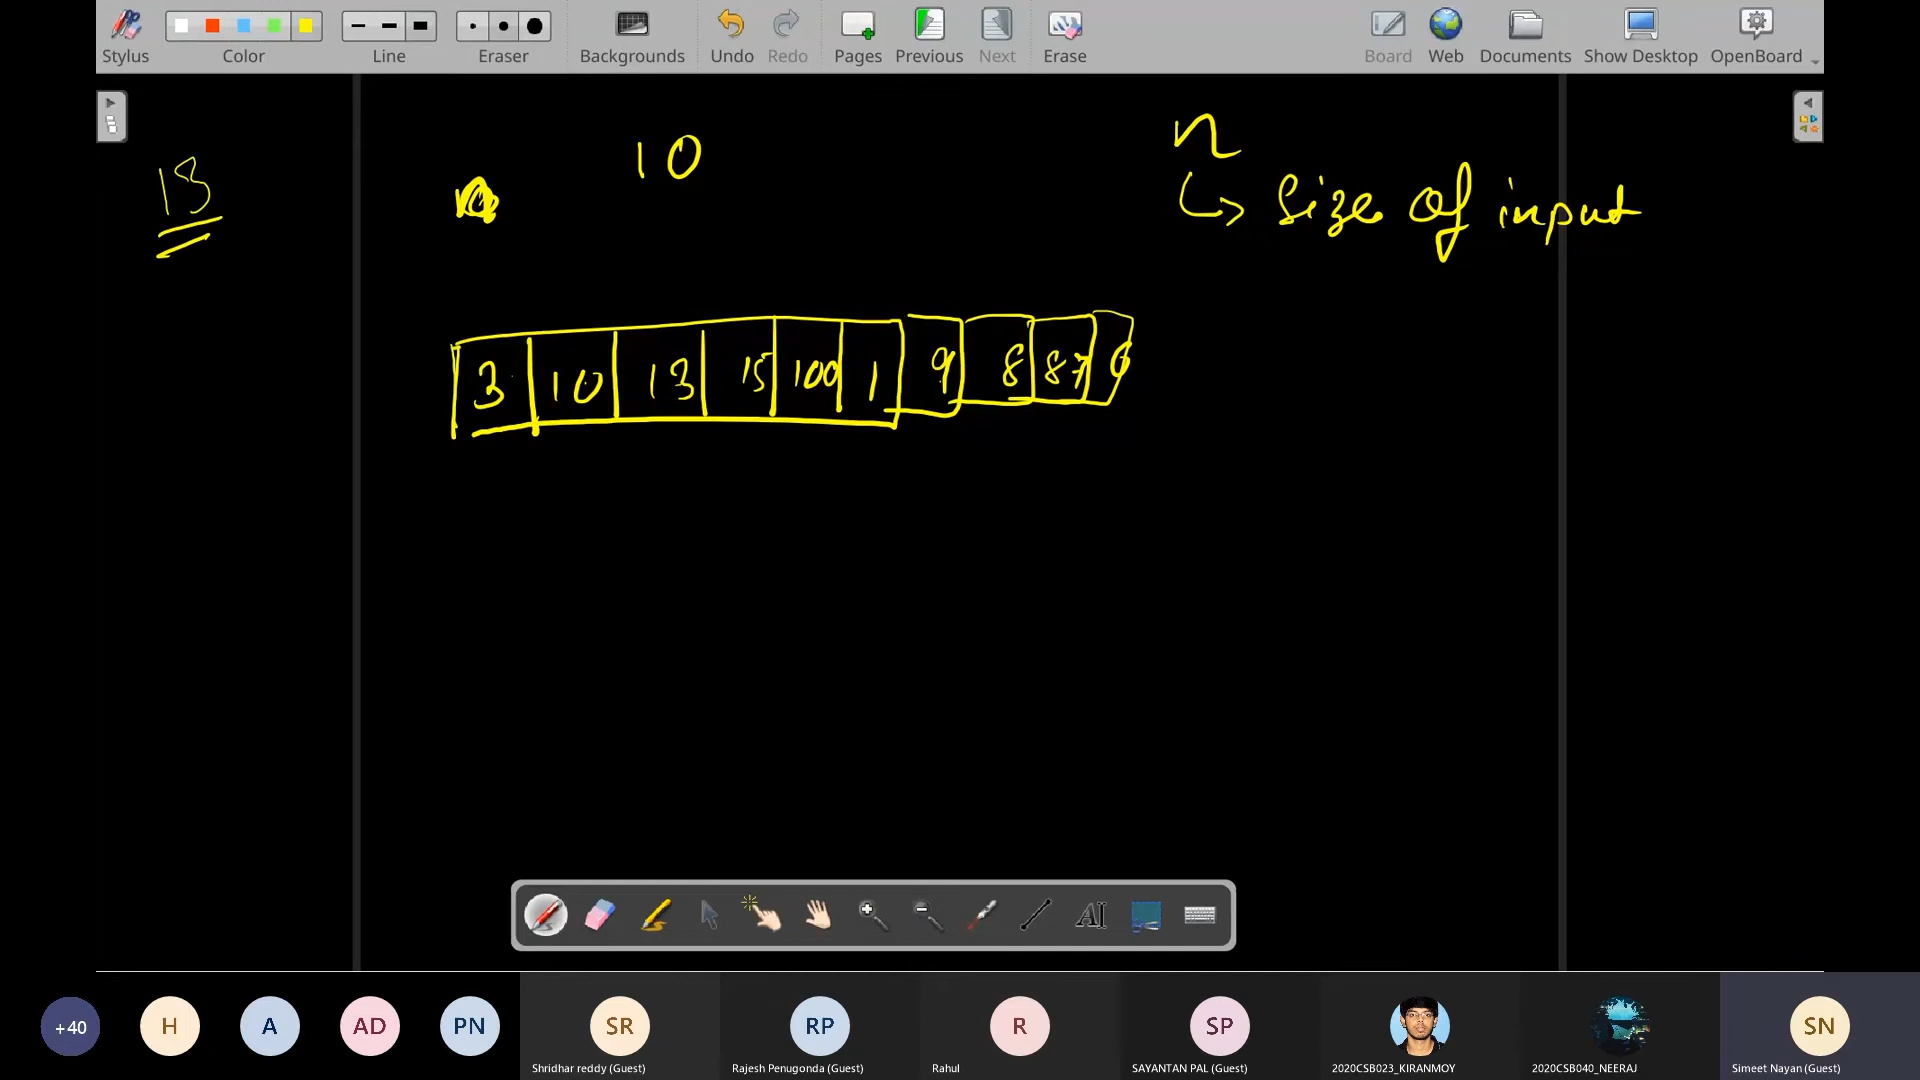 Stylus Color Line Eraser Backgrounds Undo Redo Pages Previous Next Erase Board Web Documents Show Desktop OpenBoard
n
10
13
↳ Size of input
3 10 13 15 100 1 9 8 87
AI
+40 H A AD PN SR RP R SP SN
Shridhar reddy (Guest) Rajesh Penugonda (Guest) Rahul SAYANTAN PAL (Guest) 2020CSB023_KIRANMOY 2020CSB040_NEERAJ Simeet Nayan (Guest)